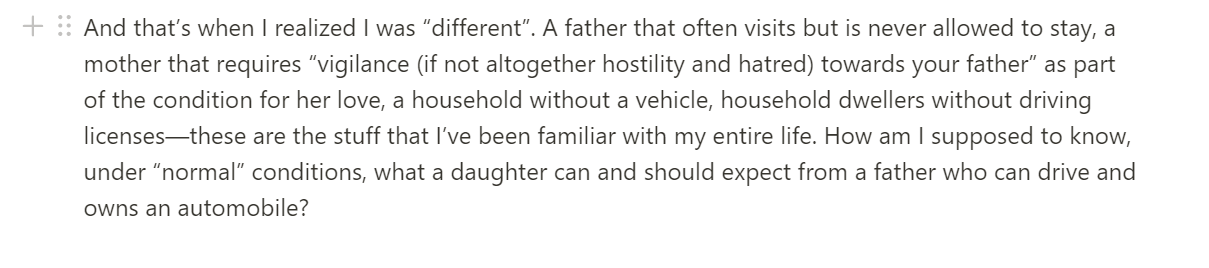 And that’s when I realized I was “different”. A father that often visits but is never allowed to stay, a
mother that requires “vigilance (if not altogether hostility and hatred) towards your father” as part
of the condition for her love, a household without a vehicle, household dwellers without driving
licenses—these are the stuff that I’ve been familiar with my entire life. How am I supposed to know,
under “normal” conditions, what a daughter can and should expect from a father who can drive and
owns an automobile?